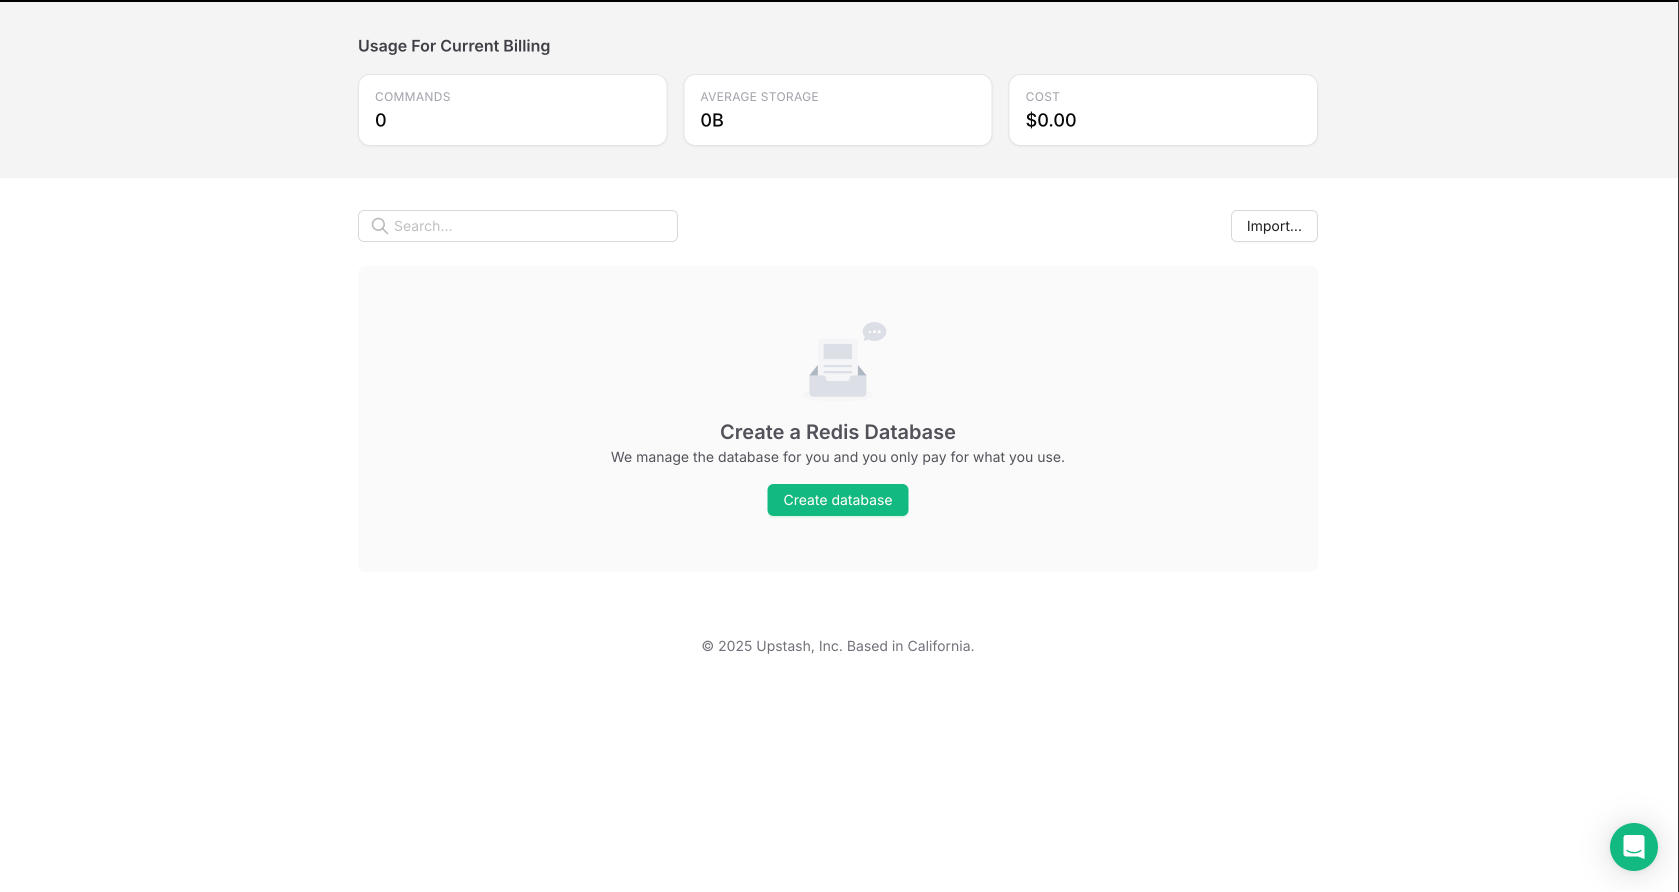 Usage For Current Billing
COMMANDS
0
AVERAGE STORAGE
0B
COST
$0.00
Search...
Import...
Create a Redis Database
We manage the database for you and you only pay for what you use.
Create database
© 2025 Upstash, Inc. Based in California.